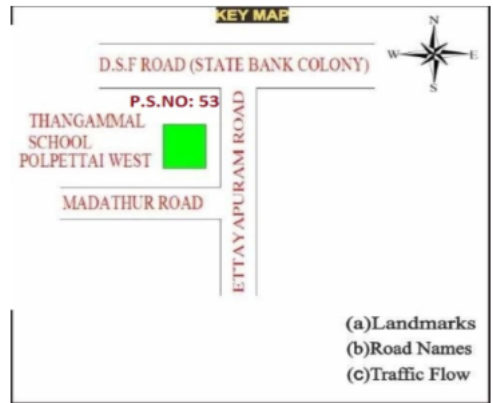 KEY MAP
N
W E
S
D.S.F ROAD (STATE BANK COLONY)
P.S.NO: 53
THANGAMMAL
SCHOOL
POLPETTAI WEST
ETTAYAPURAM ROAD
MADATHUR ROAD
(a)Landmarks
(b)Road Names
(c)Traffic Flow